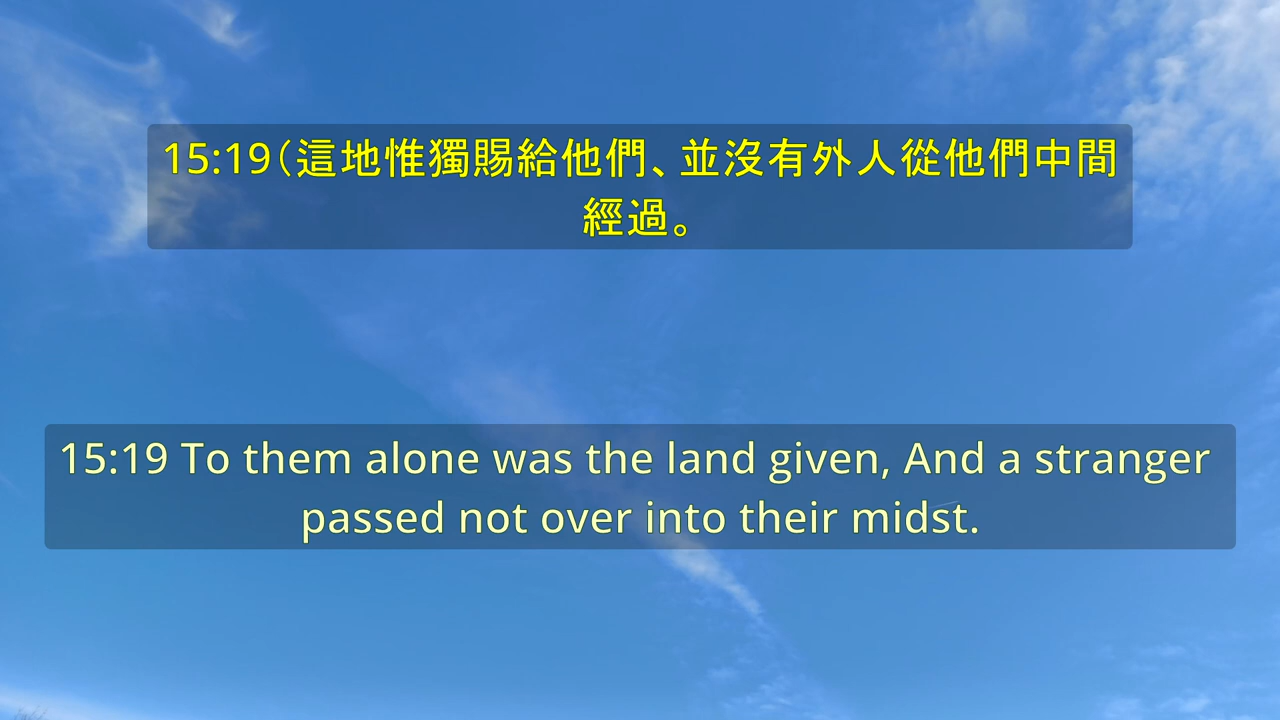 15:19（這地惟獨賜給他們、並沒有外人從他們中間
經過。
15:19 To them alone was the land given, And a stranger
passed not over into their midst.